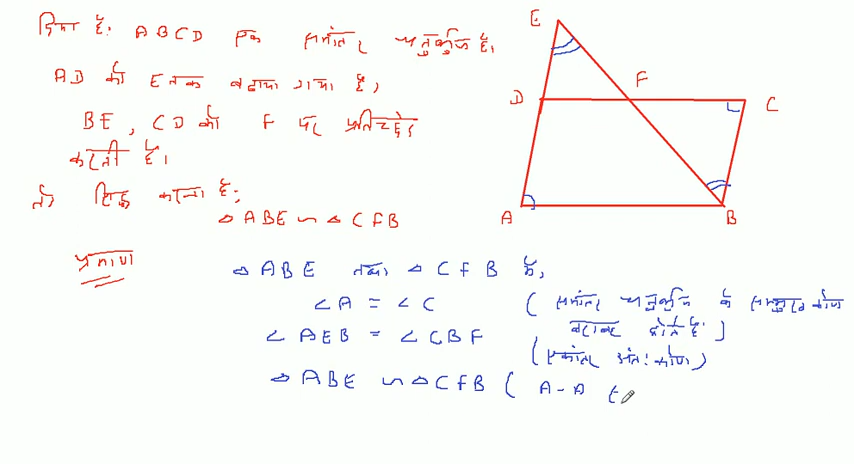 दिया है: ABCD एक समांतर चतुर्भुज है।
AD को E तक बढ़ाया गया है,
BE, CD को F पर प्रतिच्छेद
करती है।
तो सिद्ध करना है:
△ABE ∽ △CFB
प्रमाण
△ABE तथा △CFB में,
∠A = ∠C (समांतर चतुर्भुज के सम्मुख कोण
बराबर होते हैं।)
∠AEB = ∠CBF (एकांतर अंत: कोण)
△ABE ∽ △CFB (A-A
E
D
F
C
A
B